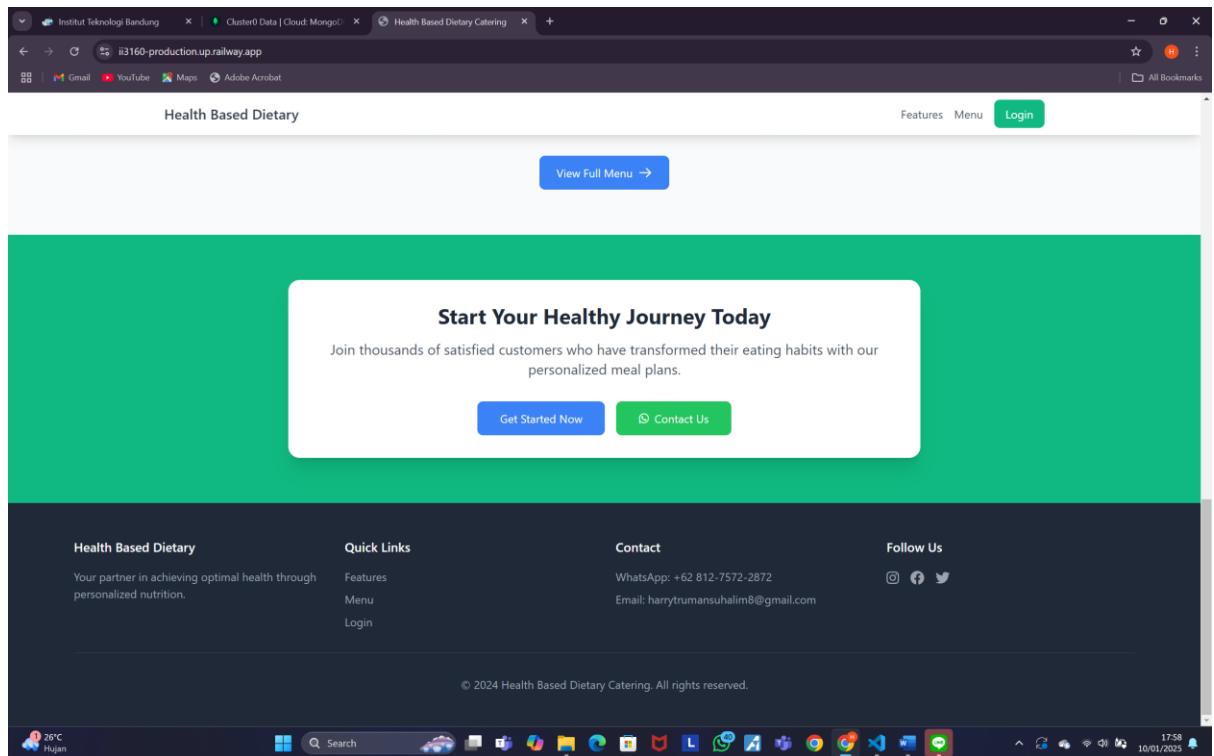 Institut Teknologi Bandung
Cluster0 Data | Cloud: MongoD
Health Based Dietary Catering
ii3160-production.up.railway.app
H
Gmail
YouTube
Maps
Adobe Acrobat
All Bookmarks
Health Based Dietary
Features
Menu
Login
View Full Menu →
Start Your Healthy Journey Today
Join thousands of satisfied customers who have transformed their eating habits with our
personalized meal plans.
Get Started Now
Contact Us
Health Based Dietary
Your partner in achieving optimal health through
personalized nutrition.
Quick Links
Features
Menu
Login
Contact
WhatsApp: +62 812-7572-2872
Email: harrytrumansuhalim8@gmail.com
Follow Us
© 2024 Health Based Dietary Catering. All rights reserved.
1
26°C
Hujan
Search
L
17:58
10/01/2025